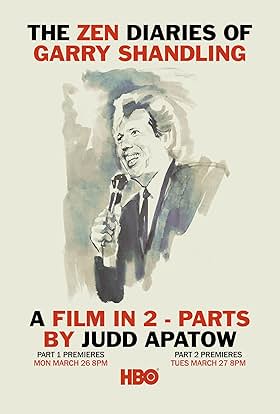 THE ZEN DIARIES OF
GARRY SHANDLING
A FILM IN 2 - PARTS
BY JUDD APATOW
PART 1 PREMIERES
MON MARCH 26 8PM
PART 2 PREMIERES
TUES MARCH 27 8PM
HBO